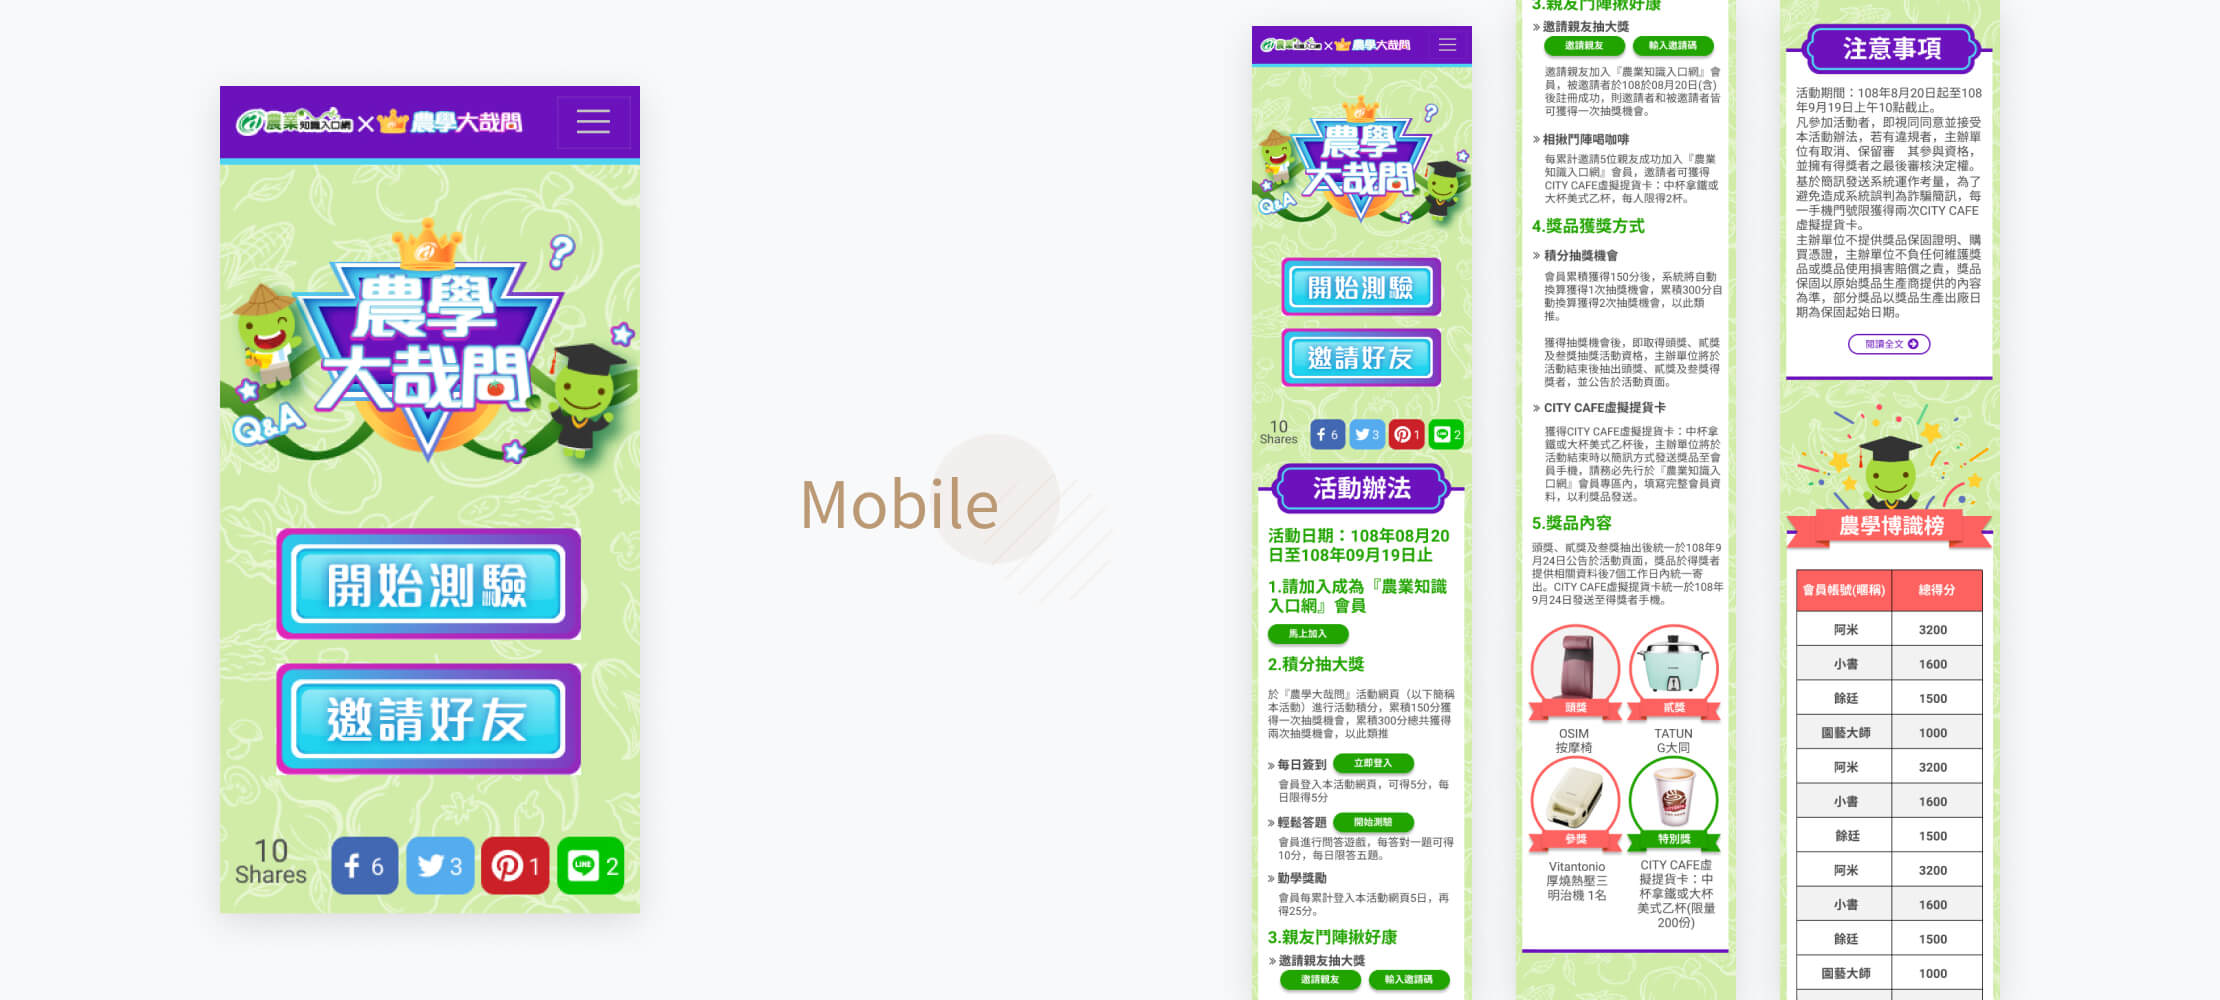 農業知識入口網×農學大哉問
農學
大哉問
?
Q&A
開始測驗
邀請好友
10
Shares
6
3
1
LINE 2
Mobile
農業知識入口網×農學大哉問
農學
大哉問
?
Q&A
開始測驗
邀請好友
10
Shares
6
3
1
2
活動辦法
活動日期：108年08月20
日至108年09月19日止
1.請加入成為『農業知識
入口網』會員
馬上加入
2.積分抽大獎
於『農學大哉問』活動網頁（以下簡稱
本活動）進行活動積分，累積150分獲
得一次抽獎機會，累積300分總共獲得
兩次抽獎機會，以此類推
» 每日簽到 立即登入
會員登入本活動網頁，可得5分，每
日限得5分
» 輕鬆答題 開始測驗
會員進行問答遊戲，每答對一題可得
10分，每日限答五題。
» 勤學獎勵
會員每累計登入本活動網頁5日，再
得25分。
3.親友鬥陣揪好康
» 邀請親友抽大獎
邀請親友 輸入邀請碼
3.親友鬥陣揪好康
» 邀請親友抽大獎
邀請親友 輸入邀請碼
邀請親友加入『農業知識入口網』會
員，被邀請者於108於08月20日(含)
後註冊成功，則邀請者和被邀請者皆
可獲得一次抽獎機會。
» 相揪鬥陣喝咖啡
每累計邀請5位親友成功加入『農業
知識入口網』會員，邀請者可獲得
CITY CAFE虛擬提貨卡：中杯拿鐵或
大杯美式乙杯，每人限得2杯。
4.獎品獲獎方式
» 積分抽獎機會
會員累積獲得150分後，系統將自動
換算獲得1次抽獎機會，累積300分自
動換算獲得2次抽獎機會，以此類
推。
獲得抽獎機會後，即取得頭獎、貳獎
及叁獎抽獎活動資格，主辦單位將於
活動結束後抽出頭獎、貳獎及叁獎得
獎者，並公告於活動頁面。
» CITY CAFE虛擬提貨卡
獲得CITY CAFE虛擬提貨卡：中杯拿
鐵或大杯美式乙杯後，主辦單位將於
活動結束時以簡訊方式發送獎品至會
員手機，請務必先行於『農業知識入
口網』會員專區內，填寫完整會員資
料，以利獎品發送。
5.獎品內容
頭獎、貳獎及叁獎抽出後統一於108年9
月24日公告於活動頁面，獎品於得獎者
提供相關資料後7個工作日內統一寄
出。CITY CAFE虛擬提貨卡統一於108年
9月24日發送至得獎者手機。
頭獎
貳獎
OSIM
按摩椅
TATUN
G大同
參獎
特別獎
Vitantonio
厚燒熱壓三
明治機 1名
CITY CAFE虛
擬提貨卡：中
杯拿鐵或大杯
美式乙杯(限量
200份)
注意事項
活動期間：108年8月20日起至108
年9月19日上午10點截止。
凡參加活動者，即視同同意並接受
本活動辦法，若有違規者，主辦單
位有取消、保留審　其參與資格，
並擁有得獎者之最後審核決定權。
基於簡訊發送系統運作考量，為了
避免造成系統誤判為詐騙簡訊，每
一手機門號限獲得兩次CITY CAFE
虛擬提貨卡。
主辦單位不提供獎品保固證明、購
買憑證，主辦單位不負任何維護獎
品或獎品使用損害賠償之責，獎品
保固以原始獎品生產商提供的內容
為準，部分獎品以獎品生產出廠日
期為保固起始日期。
閱讀全文
農學博識榜
會員帳號(暱稱) 總得分
阿米 3200
小書 1600
餘廷 1500
園藝大師 1000
阿米 3200
小書 1600
餘廷 1500
阿米 3200
小書 1600
餘廷 1500
園藝大師 1000